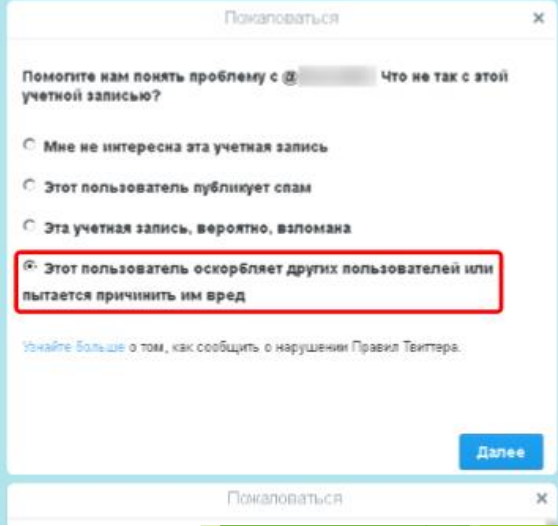 Пожаловаться ×
Помогите нам понять проблему с @ Что не так с этой
учетной записью?
Мне не интересна эта учетная запись
Этот пользователь публикует спам
Эта учетная запись, вероятно, взломана
Этот пользователь оскорбляет других пользователей или
пытается причинить им вред
Узнайте больше о том, как сообщить о нарушении Правил Твиттера.
Далее
Пожаловаться ×